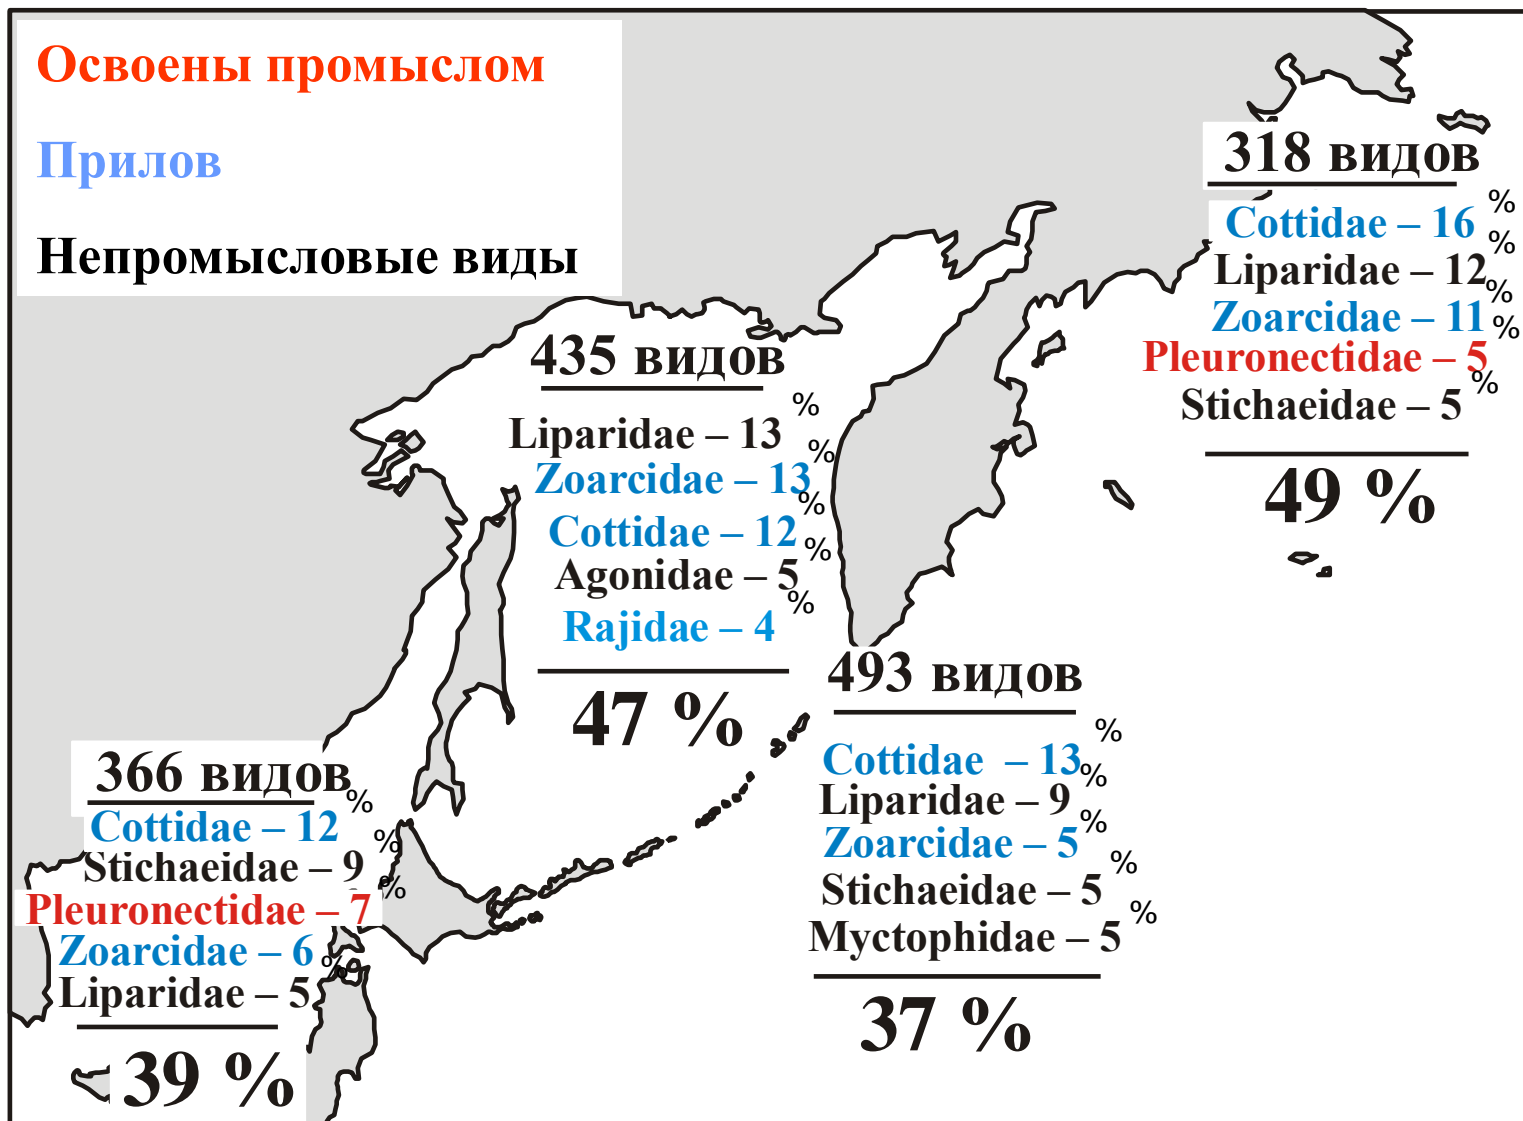 Освоены промыслом
Прилов
Непромысловые виды
318 видов
Cottidae – 16 %
Liparidae – 12 %
Zoarcidae – 11 %
Pleuronectidae – 5 %
Stichaeidae – 5 %
49 %
435 видов
Liparidae – 13 %
Zoarcidae – 13 %
Cottidae – 12 %
Agonidae – 5 %
Rajidae – 4 %
47 %
493 видов
Cottidae – 13 %
Liparidae – 9 %
Zoarcidae – 5 %
Stichaeidae – 5 %
Myctophidae – 5 %
37 %
366 видов
Cottidae – 12 %
Stichaeidae – 9 %
Pleuronectidae – 7 %
Zoarcidae – 6
Liparidae – 5 %
39 %